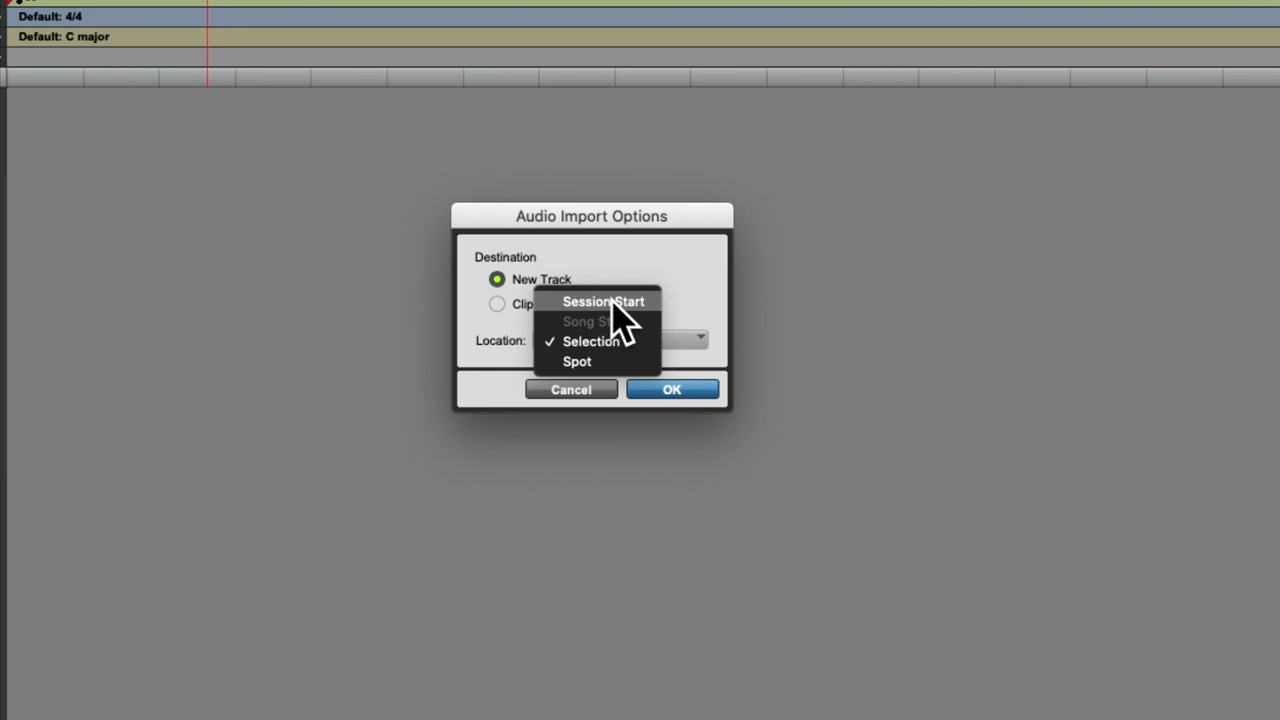 Default: 4/4
Default: C major
Audio Import Options
Destination
New Track
Clip
Session Start
Song
Location:
Selection
Spot
Cancel
OK